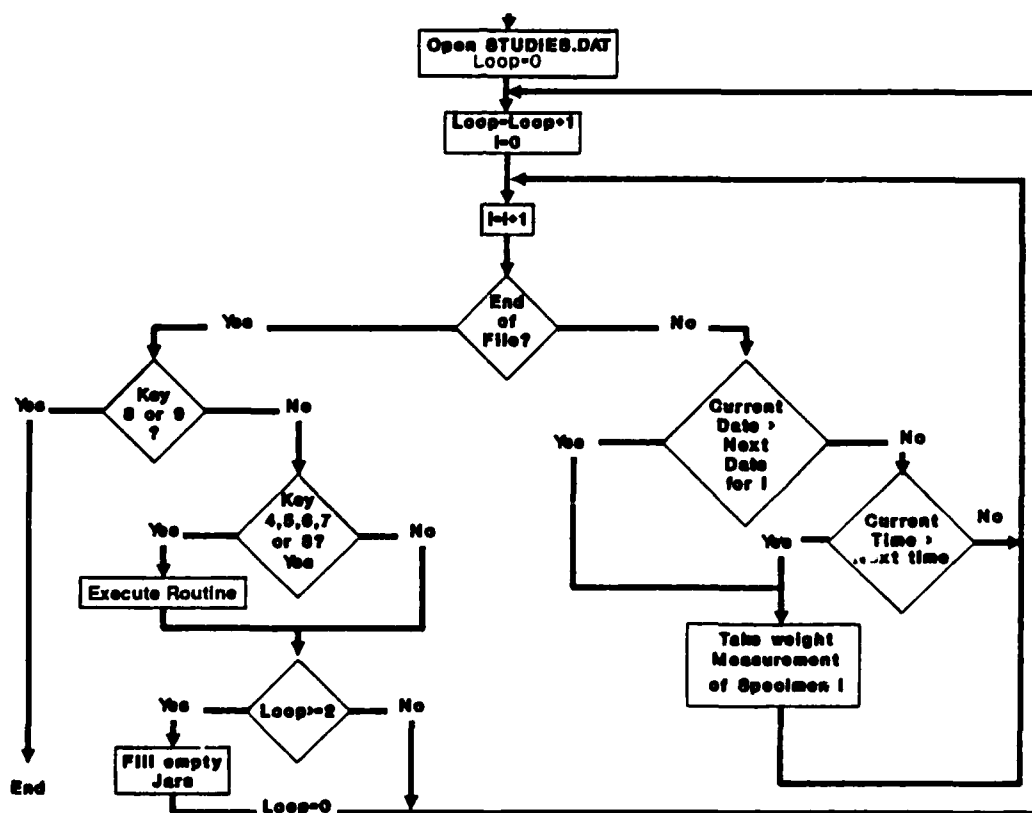 Open STUDIES.DAT
Loop=0
Loop=Loop+1
I=0
I=I+1
End
of
File?
Yes
No
Key
8 or 9
?
Yes
No
Current
Date >
Next
Date
for I
Yes
No
Key
4,5,6,7
or 8?
Yes
Yes
No
Current
Time >
time
Yes
No
Execute Routine
Take weight
Measurement
of Specimen I
Loop>=2
Yes
No
Fill empty
Jars
End
Loop=0